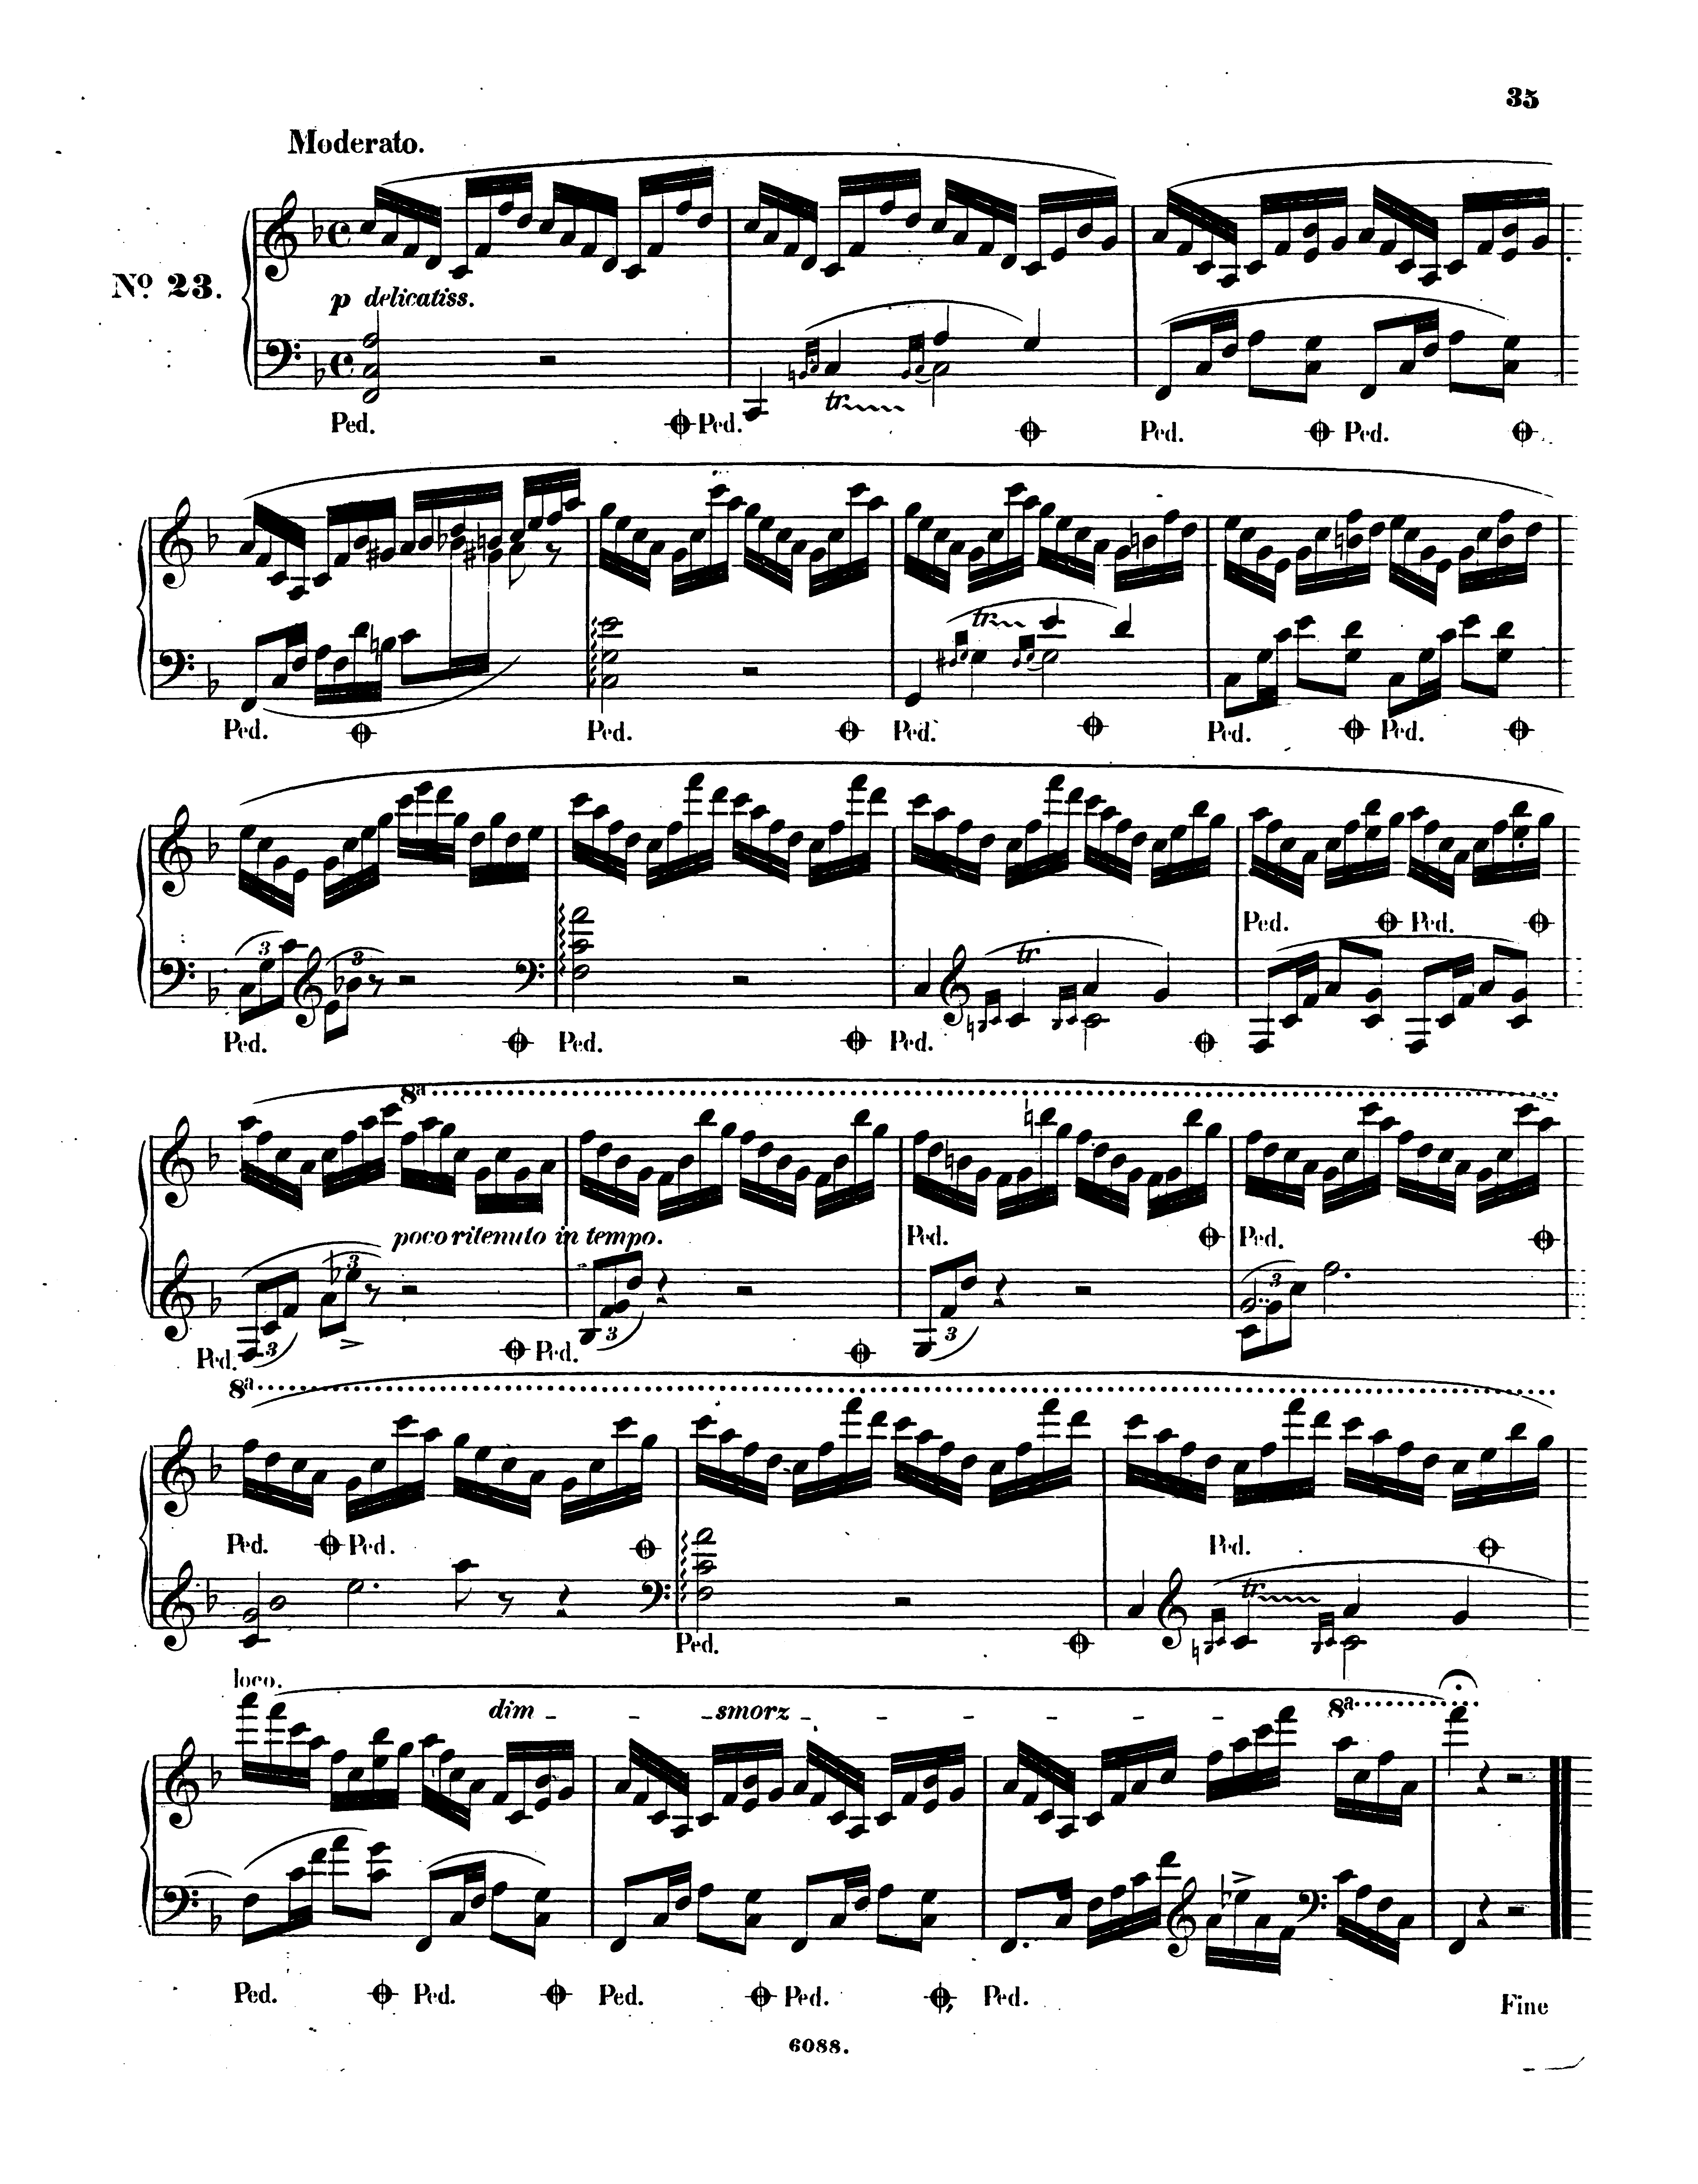 35
Moderato.
No. 23.
p delicatiss.
Ped. Ped. tr Ped. Ped.
tr
Ped. Ped. Ped. Ped. Ped.
Ped. Ped.
3 3 tr
Ped. Ped. Ped.
8a
poco ritenuto in tempo. Ped. Ped.
3 3 3 3 3
Ped. Ped.
8a
Ped. Ped. Ped.
tr
Ped.
loco.
dim - - - smorz - - - - - - 8a
Ped. Ped. Ped. Ped. Ped. Fine
6088.